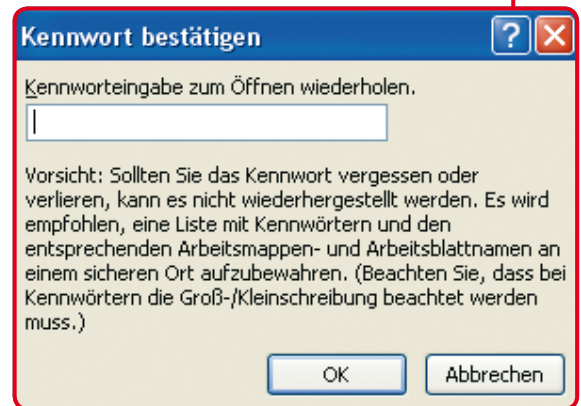 Kennwort bestätigen
Kennworteingabe zum Öffnen wiederholen.
Vorsicht: Sollten Sie das Kennwort vergessen oder
verlieren, kann es nicht wiederhergestellt werden. Es wird
empfohlen, eine Liste mit Kennwörtern und den
entsprechenden Arbeitsmappen- und Arbeitsblattnamen an
einem sicheren Ort aufzubewahren. (Beachten Sie, dass bei
Kennwörtern die Groß-/Kleinschreibung beachtet werden
muss.)
OK Abbrechen